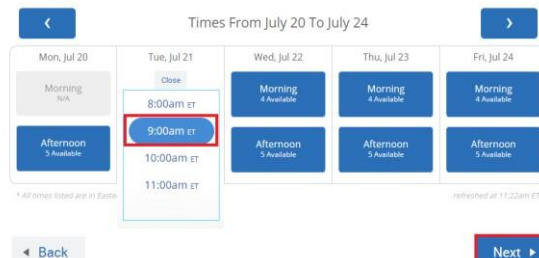 Times From July 20 To July 24
Mon, Jul 20
Tue, Jul 21
Wed, Jul 22
Thu, Jul 23
Fri, Jul 24
Morning
N/A
Afternoon
5 Available
Close
8:00am ET
9:00am ET
10:00am ET
11:00am ET
Morning
4 Available
Afternoon
5 Available
Morning
4 Available
Afternoon
5 Available
Morning
4 Available
Afternoon
5 Available
* All times listed are in Easte
refreshed at 11:22am ET
Back
Next